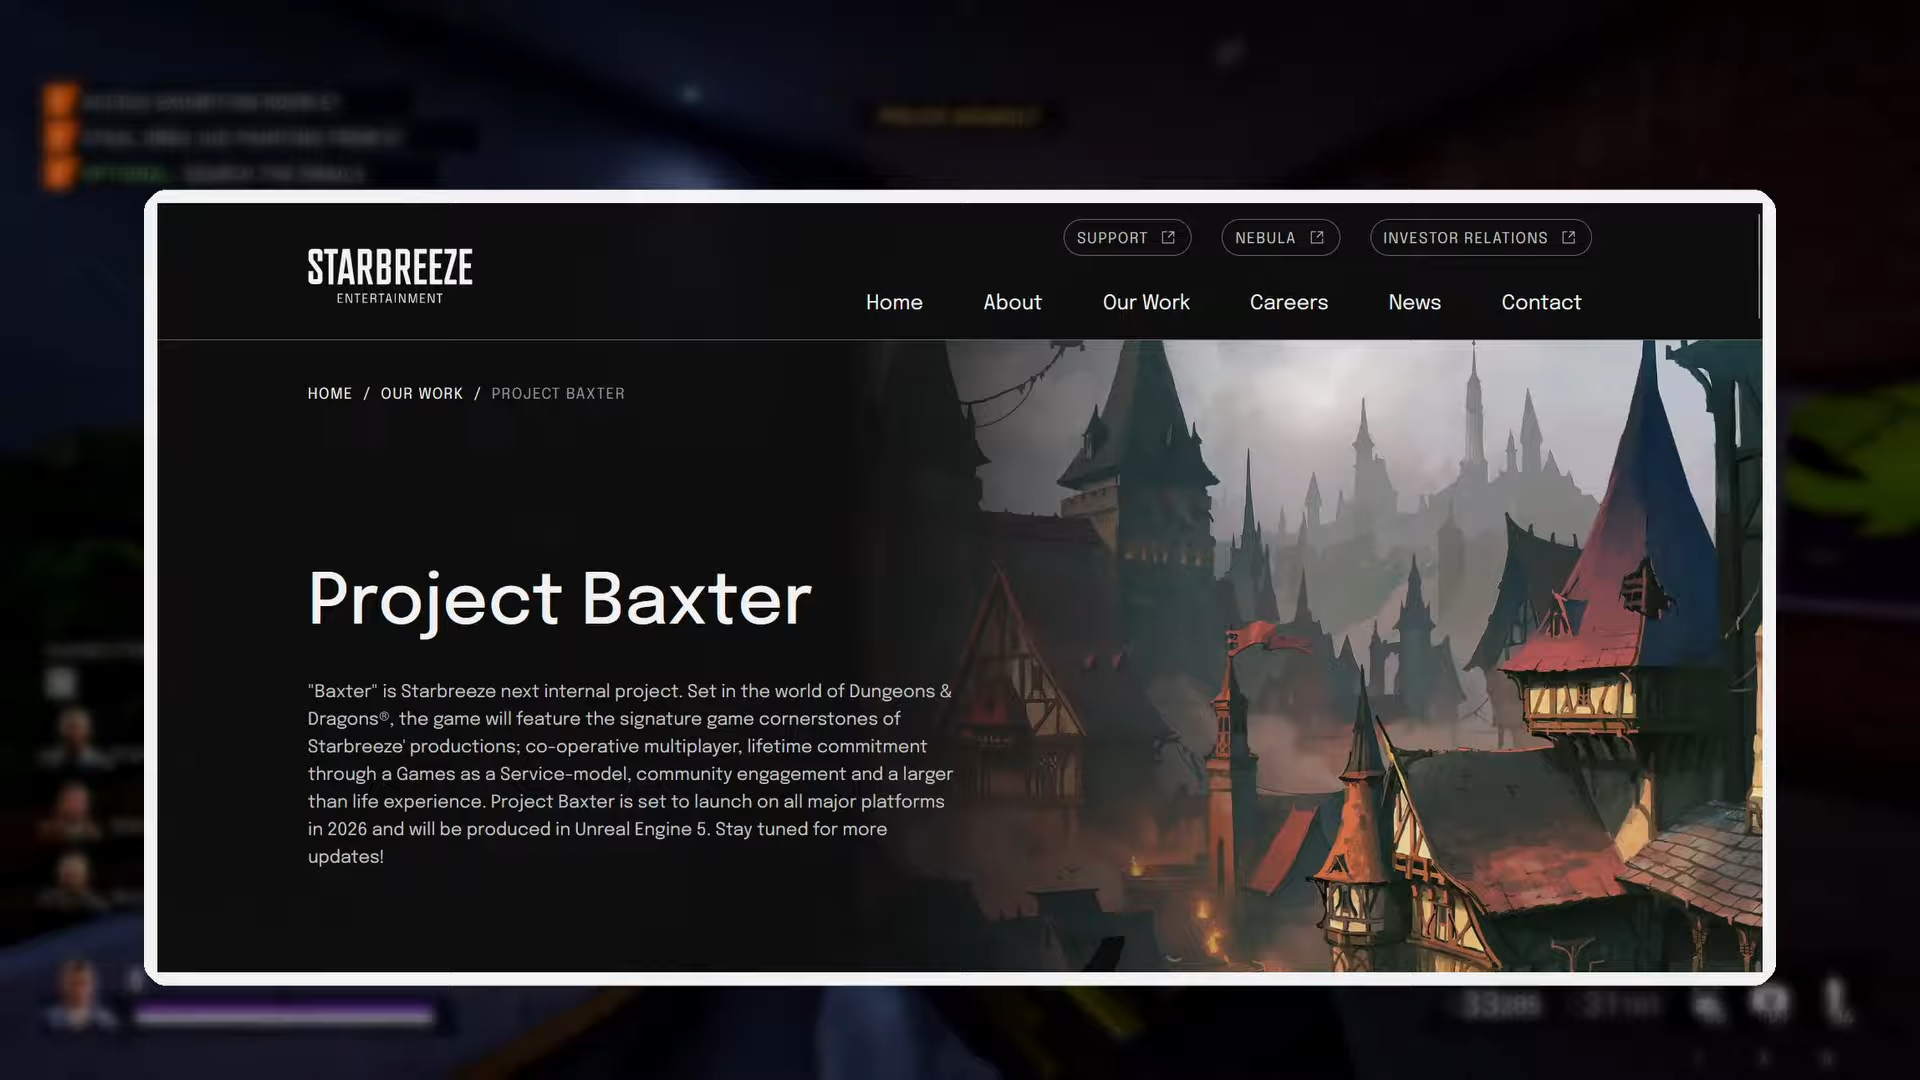 SUPPORT
NEBULA
INVESTOR RELATIONS
STARBREEZE
ENTERTAINMENT
Home
About
Our Work
Careers
News
Contact
HOME / OUR WORK / PROJECT BAXTER
Project Baxter
"Baxter" is Starbreeze next internal project. Set in the world of Dungeons &
Dragons®, the game will feature the signature game cornerstones of
Starbreeze' productions; co-operative multiplayer, lifetime commitment
through a Games as a Service-model, community engagement and a larger
than life experience. Project Baxter is set to launch on all major platforms
in 2026 and will be produced in Unreal Engine 5. Stay tuned for more
updates!